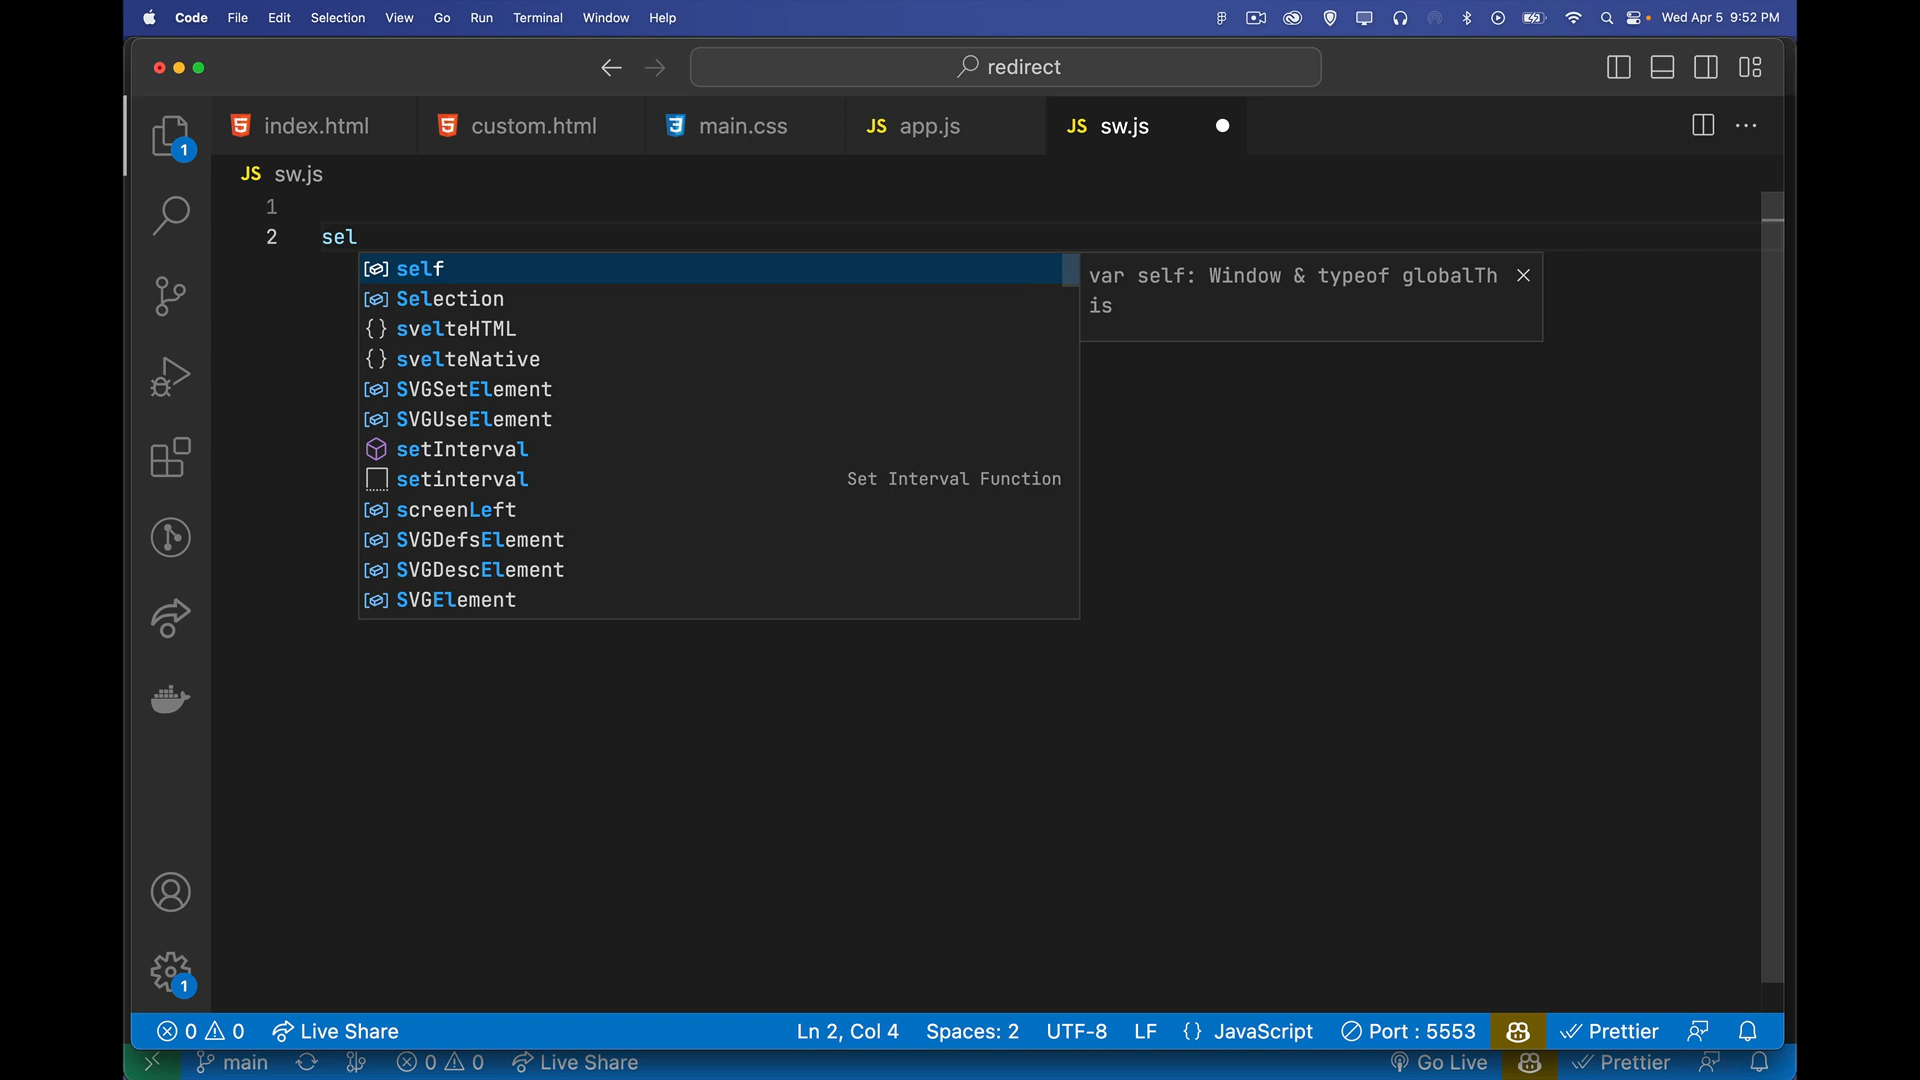 Code File Edit Selection View Go Run Terminal Window Help Wed Apr 5 9:52 PM
redirect
index.html custom.html main.css JS app.js JS sw.js
1
JS sw.js
1
2 sel
self
Selection
svelteHTML
svelteNative
SVGSetElement
SVGUseElement
setInterval
setinterval Set Interval Function
screenLeft
SVGDefsElement
SVGDescElement
SVGElement
var self: Window & typeof globalTh
is
1
0 0 Live Share Ln 2, Col 4 Spaces: 2 UTF-8 LF {} JavaScript Port : 5553 Prettier
main 0 0 Live Share Go Live Prettier